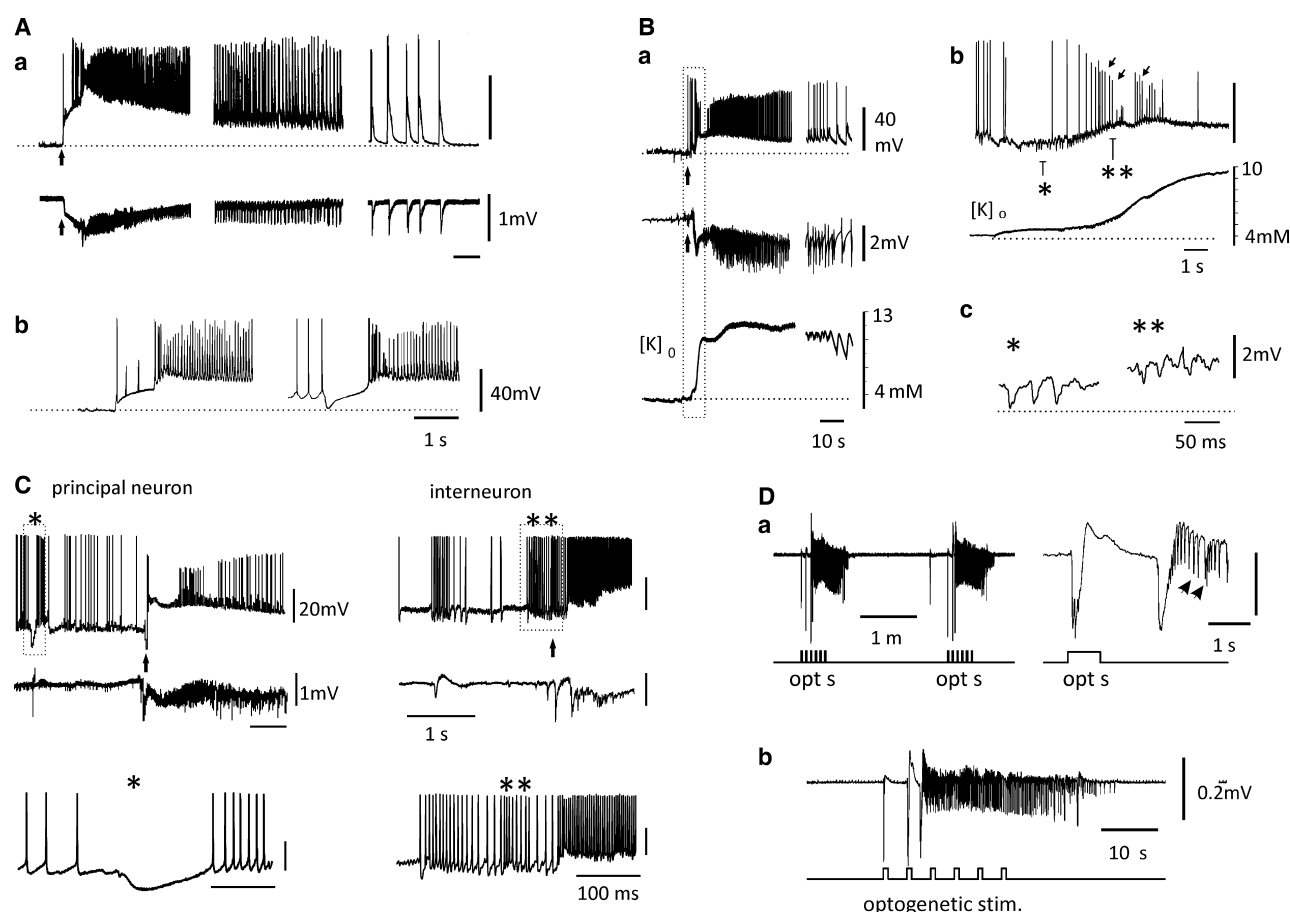 A
a
1mV
b
40mV
1 s
B
a
40
mV
2mV
[K] o
13
4 mM
10 s
b
*
**
[K] o
10
4mM
1 s
c
*
**
2mV
50 ms
C
principal neuron
interneuron
*
**
20mV
1mV
1 s
*
**
100 ms
D
a
1 m
1 s
opt s
opt s
opt s
b
0.2mV
10 s
optogenetic stim.